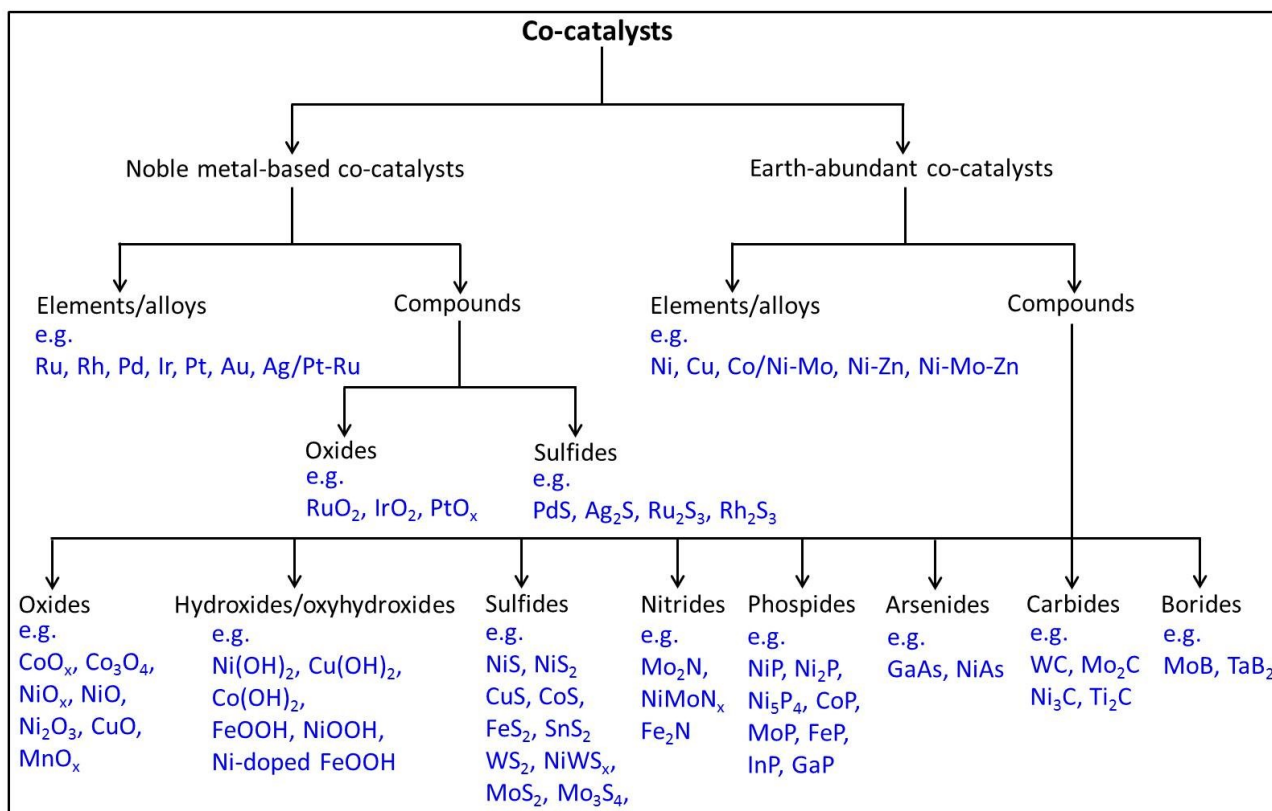 Co-catalysts
Noble metal-based co-catalysts
Earth-abundant co-catalysts
Elements/alloys
e.g.
Ru, Rh, Pd, Ir, Pt, Au, Ag/Pt-Ru
Compounds
Elements/alloys
e.g.
Ni, Cu, Co/Ni-Mo, Ni-Zn, Ni-Mo-Zn
Compounds
Oxides
e.g.
RuO₂, IrO₂, PtOₓ
Sulfides
e.g.
PdS, Ag₂S, Ru₂S₃, Rh₂S₃
Oxides
e.g.
CoOₓ, Co₃O₄,
NiOₓ, NiO,
Ni₂O₃, CuO,
MnOₓ
Hydroxides/oxyhydroxides
e.g.
Ni(OH)₂, Cu(OH)₂,
Co(OH)₂,
FeOOH, NiOOH,
Ni-doped FeOOH
Sulfides
e.g.
NiS, NiS₂
CuS, CoS,
FeS₂, SnS₂
WS₂, NiWSₓ,
MoS₂, Mo₃S₄,
Nitrides
e.g.
Mo₂N,
NiMoNₓ
Fe₂N
Phospides
e.g.
NiP, Ni₂P,
Ni₅P₄, CoP,
MoP, FeP,
InP, GaP
Arsenides
e.g.
GaAs, NiAs
Carbides
e.g.
WC, Mo₂C
Ni₃C, Ti₂C
Borides
e.g.
MoB, TaB₂